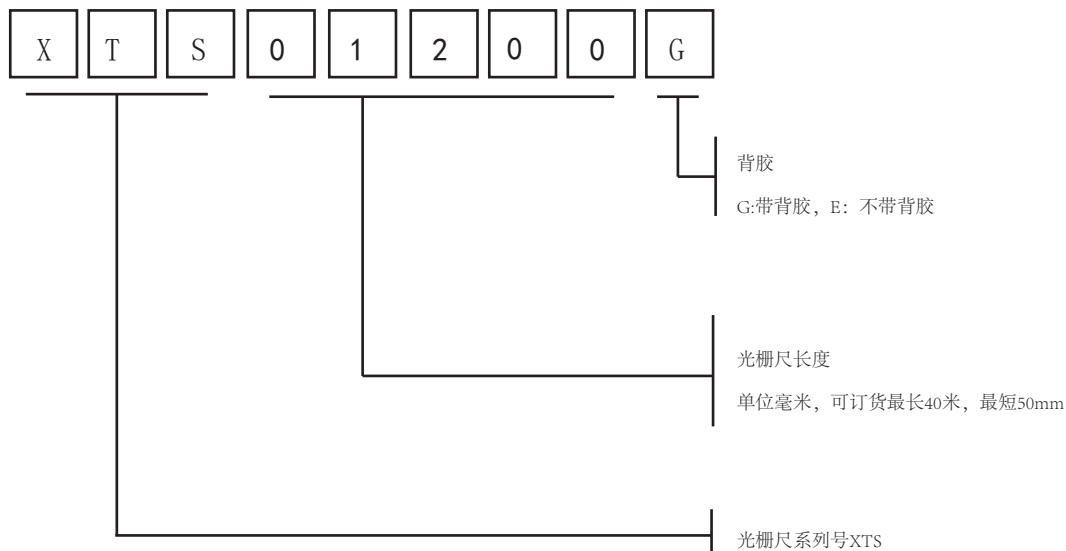 X T S 0 1 2 0 0 G
背胶
G:带背胶，E：不带背胶
光栅尺长度
单位毫米，可订货最长40米，最短50mm
光栅尺系列号XTS